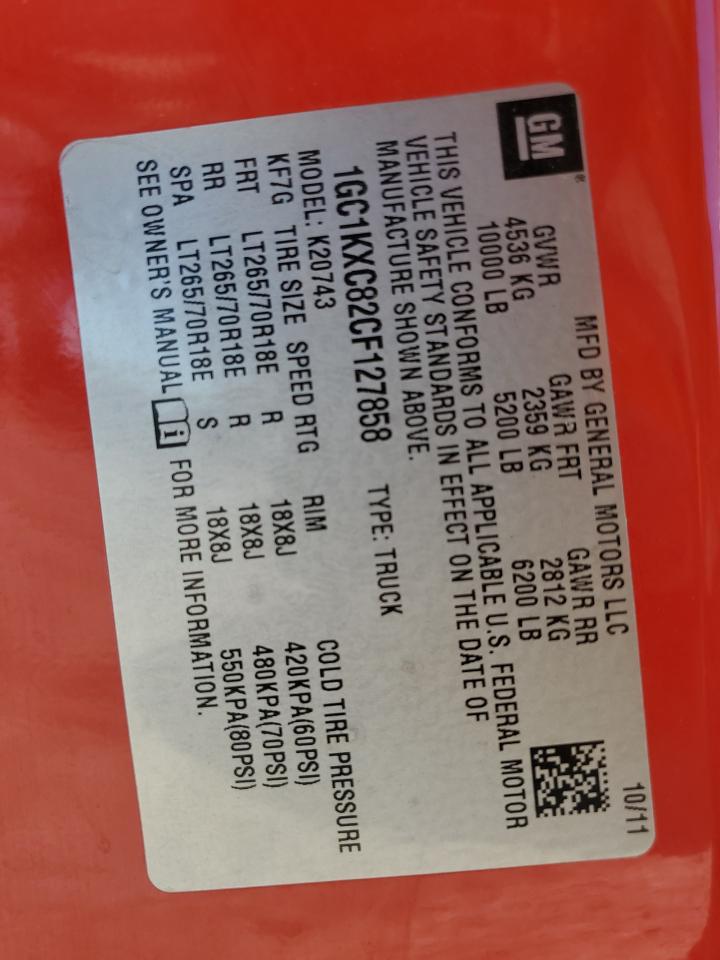 GM
MFD BY GENERAL MOTORS LLC 10/11
GVWR GAWR FRT GAWR RR
4536 KG 2359 KG 2812 KG
10000 LB 5200 LB 6200 LB
THIS VEHICLE CONFORMS TO ALL APPLICABLE U.S. FEDERAL MOTOR
VEHICLE SAFETY STANDARDS IN EFFECT ON THE DATE OF
MANUFACTURE SHOWN ABOVE.
1GC1KXC82CF127858 TYPE: TRUCK
MODEL: K20743
KF7G TIRE SIZE SPEED RTG RIM COLD TIRE PRESSURE
FRT LT265/70R18E R 18X8J 420KPA(60PSI)
RR LT265/70R18E R 18X8J 480KPA(70PSI)
SPA LT265/70R18E S 18X8J 550KPA(80PSI)
SEE OWNER'S MANUAL i FOR MORE INFORMATION.